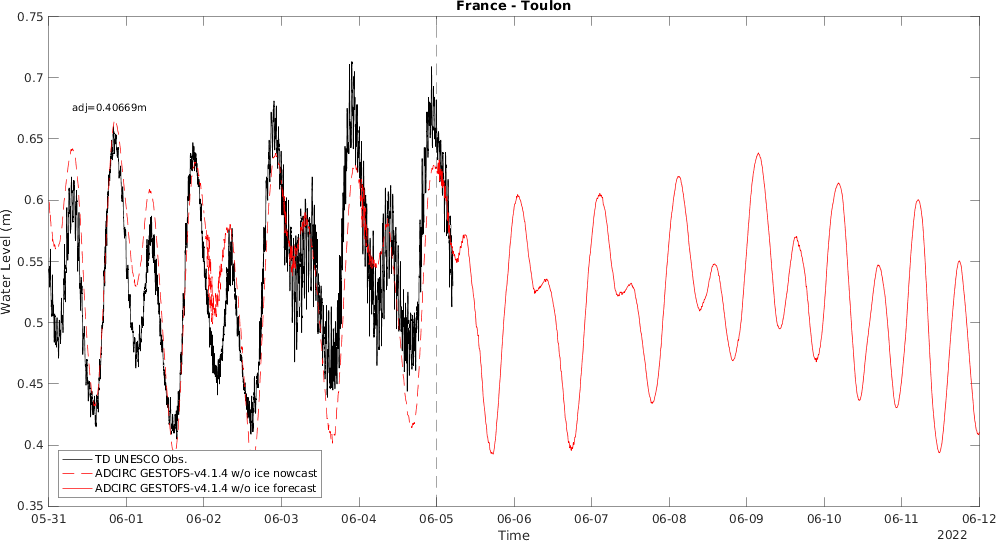 France - Toulon
0.75
0.7
0.65
0.6
0.55
0.5
0.45
0.4
0.35
Water Level (m)
adj=0.40669m
TD UNESCO Obs.
ADCIRC GESTOFS-v4.1.4 w/o ice nowcast
ADCIRC GESTOFS-v4.1.4 w/o ice forecast
05-31 06-01 06-02 06-03 06-04 06-05 06-06 06-07 06-08 06-09 06-10 06-11 06-12
Time
2022